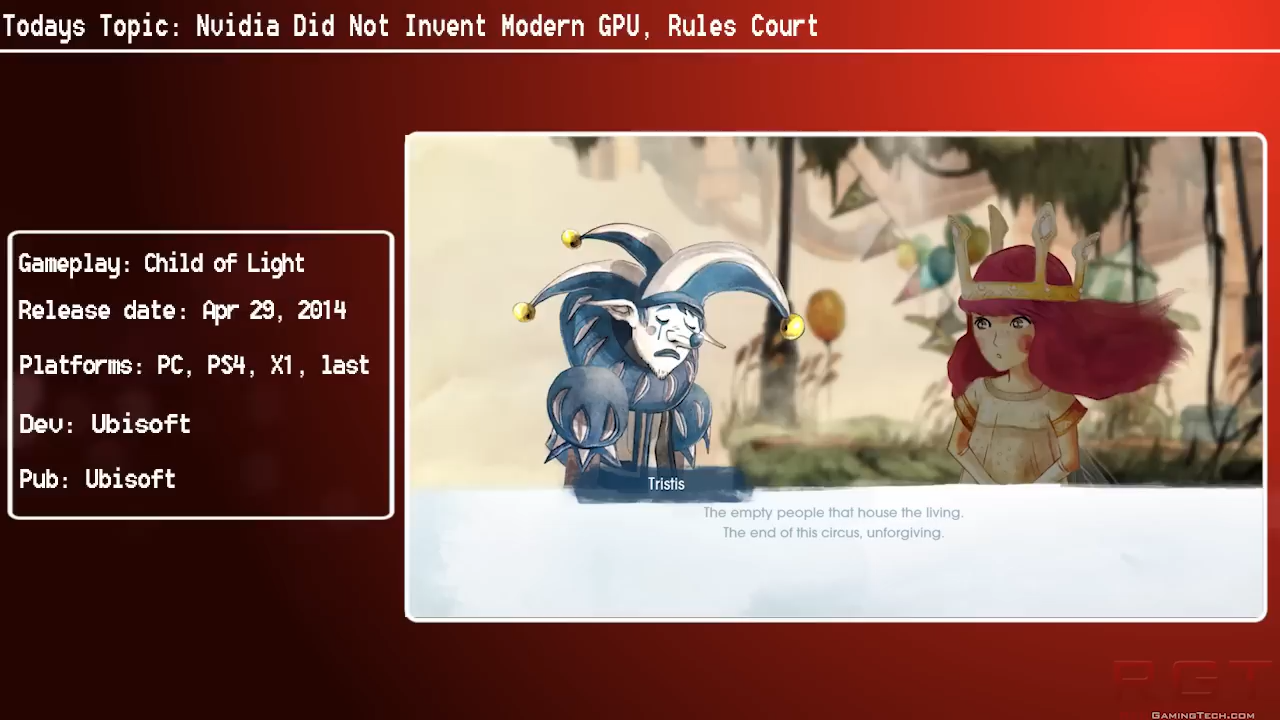 Todays Topic: Nvidia Did Not Invent Modern GPU, Rules Court
Gameplay: Child of Light
Release date: Apr 29, 2014
Platforms: PC, PS4, X1, last
Dev: Ubisoft
Pub: Ubisoft
Tristis
The empty people that house the living.
The end of this circus, unforgiving.
RGT
GamingTech.com